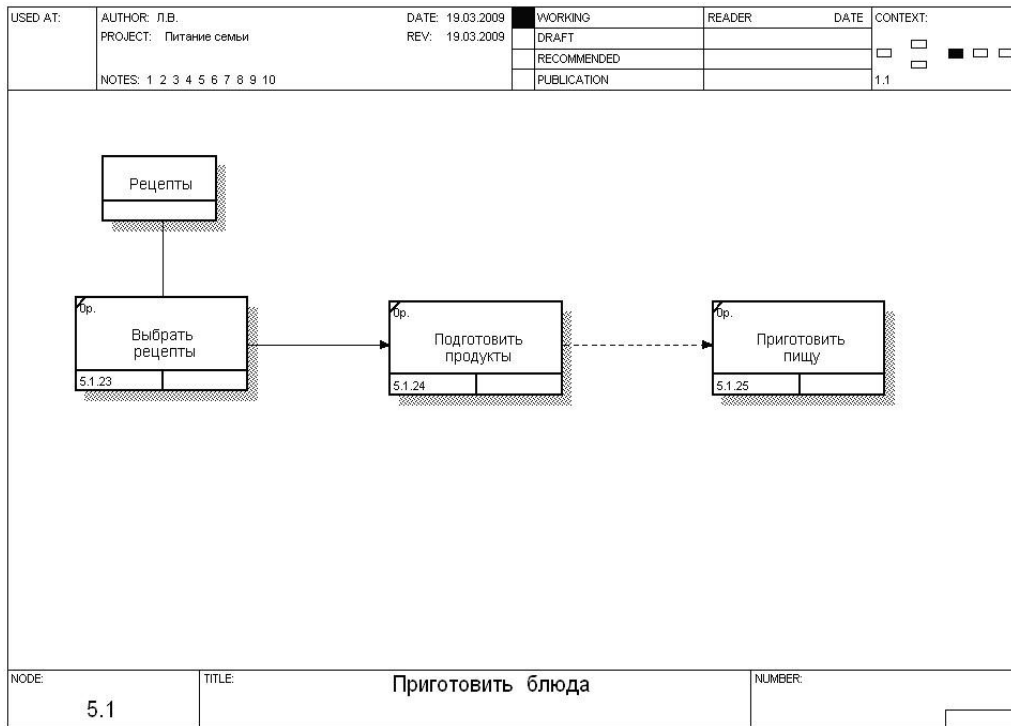 USED AT:
AUTHOR: Л.В.
DATE: 19.03.2009
WORKING
READER
DATE
CONTEXT:
PROJECT: Питание семьи
REV: 19.03.2009
DRAFT
RECOMMENDED
NOTES: 1 2 3 4 5 6 7 8 9 10
PUBLICATION
1.1
Рецепты
0р.
Выбрать
рецепты
5.1.23
0р.
Подготовить
продукты
5.1.24
0р.
Приготовить
пищу
5.1.25
NODE:
5.1
TITLE:
Приготовить блюда
NUMBER: